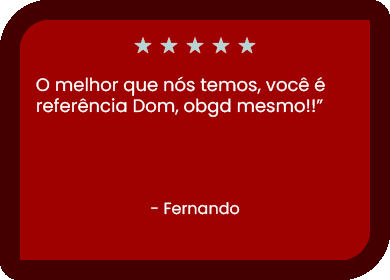 O melhor que nós temos, você é
referência Dom, obgd mesmo!!”
- Fernando